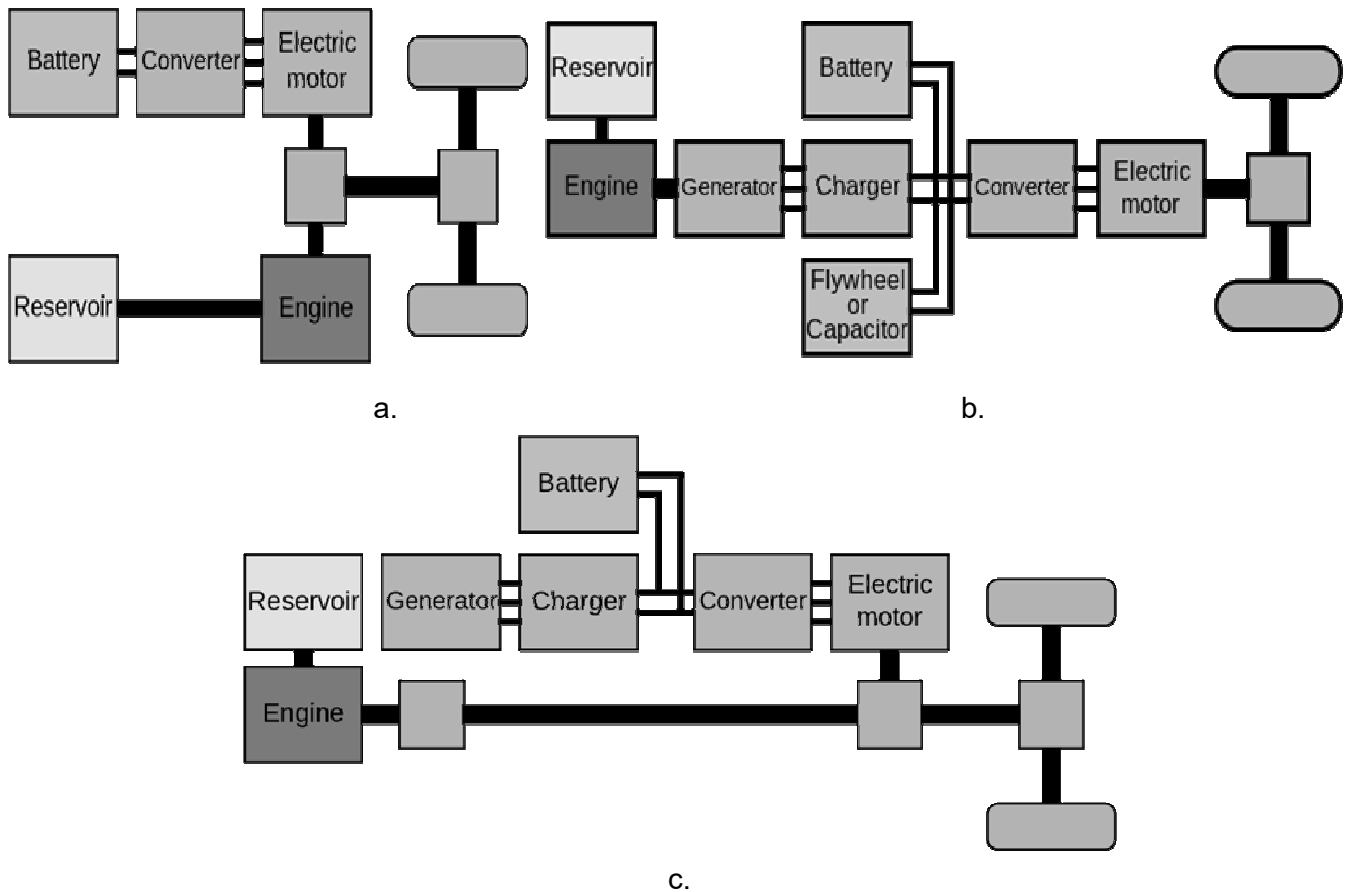 Battery
Converter
Electric
motor
Reservoir
Engine
a.
Reservoir
Battery
Engine
Generator
Charger
Converter
Electric
motor
Flywheel
or
Capacitor
b.
Battery
Reservoir
Generator
Charger
Converter
Electric
motor
Engine
c.